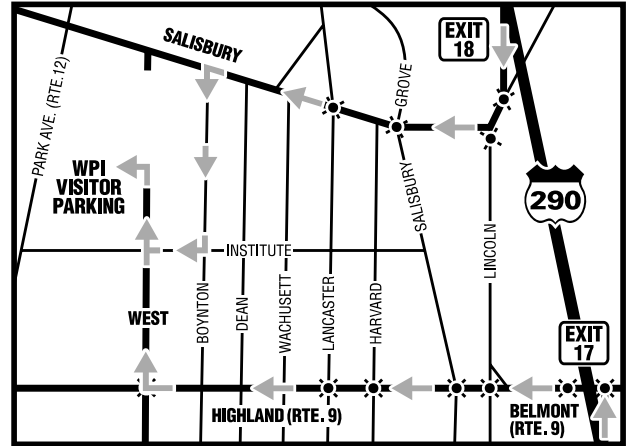 SALISBURY
EXIT
18
PARK AVE. (RTE.12)
GROVE
WPI
VISITOR
PARKING
290
SALISBURY
INSTITUTE
LINCOLN
WEST
BOYNTON
DEAN
WACHUSETT
LANCASTER
HARVARD
EXIT
17
HIGHLAND (RTE. 9)
BELMONT
(RTE. 9)